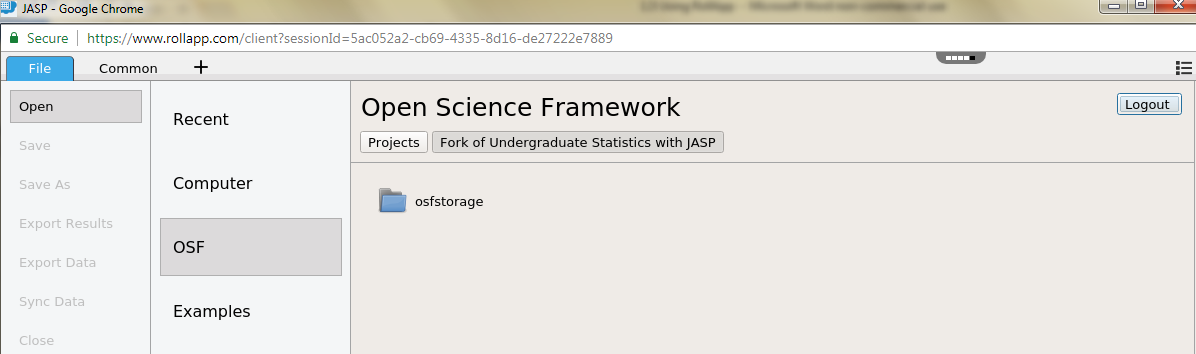 JASP - Google Chrome
Secure https://www.rollapp.com/client?sessionId=5ac052a2-cb69-4335-8d16-de27222e7889
File Common +
Open
Save
Save As
Export Results
Export Data
Sync Data
Close
Recent
Computer
OSF
Examples
Open Science Framework
Logout
Projects Fork of Undergraduate Statistics with JASP
osfstorage